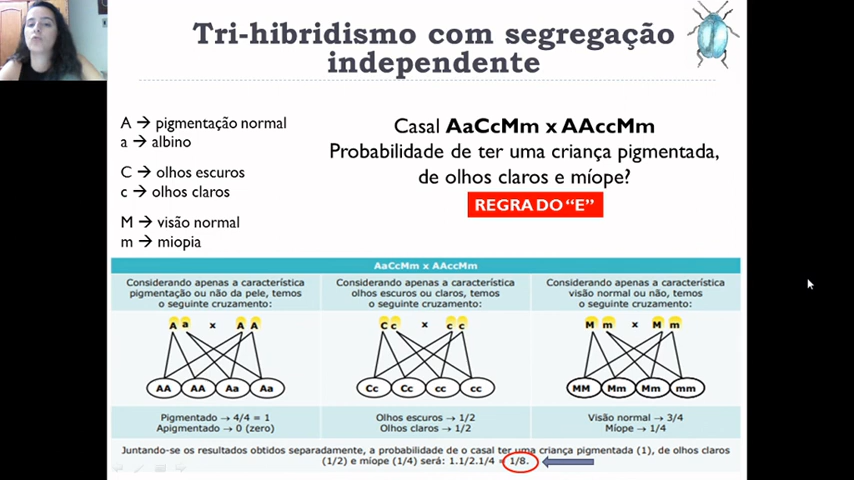 Tri-hibridismo com segregação
independente
A → pigmentação normal
a → albino
C → olhos escuros
c → olhos claros
M → visão normal
m → miopia
Casal AaCcMm x AAccMm
Probabilidade de ter uma criança pigmentada,
de olhos claros e míope?
REGRA DO “E”
AaCcMm x AAccMm
Considerando apenas a característica
pigmentação ou não da pele, temos
o seguinte cruzamento:
A a x A A
AA AA Aa Aa
Pigmentado → 4/4 = 1
Apigmentado → 0 (zero)
Considerando apenas a característica
olhos escuros ou claros, temos
o seguinte cruzamento:
C c x c c
Cc Cc cc cc
Olhos escuros → 1/2
Olhos claros → 1/2
Considerando apenas a característica
visão normal ou não, temos
o seguinte cruzamento:
M m x M m
MM Mm Mm mm
Visão normal → 3/4
Míope → 1/4
Juntando-se os resultados obtidos separadamente, a probabilidade de o casal ter uma criança pigmentada (1), de olhos claros
(1/2) e míope (1/4) será: 1.1/2.1/4 = 1/8.